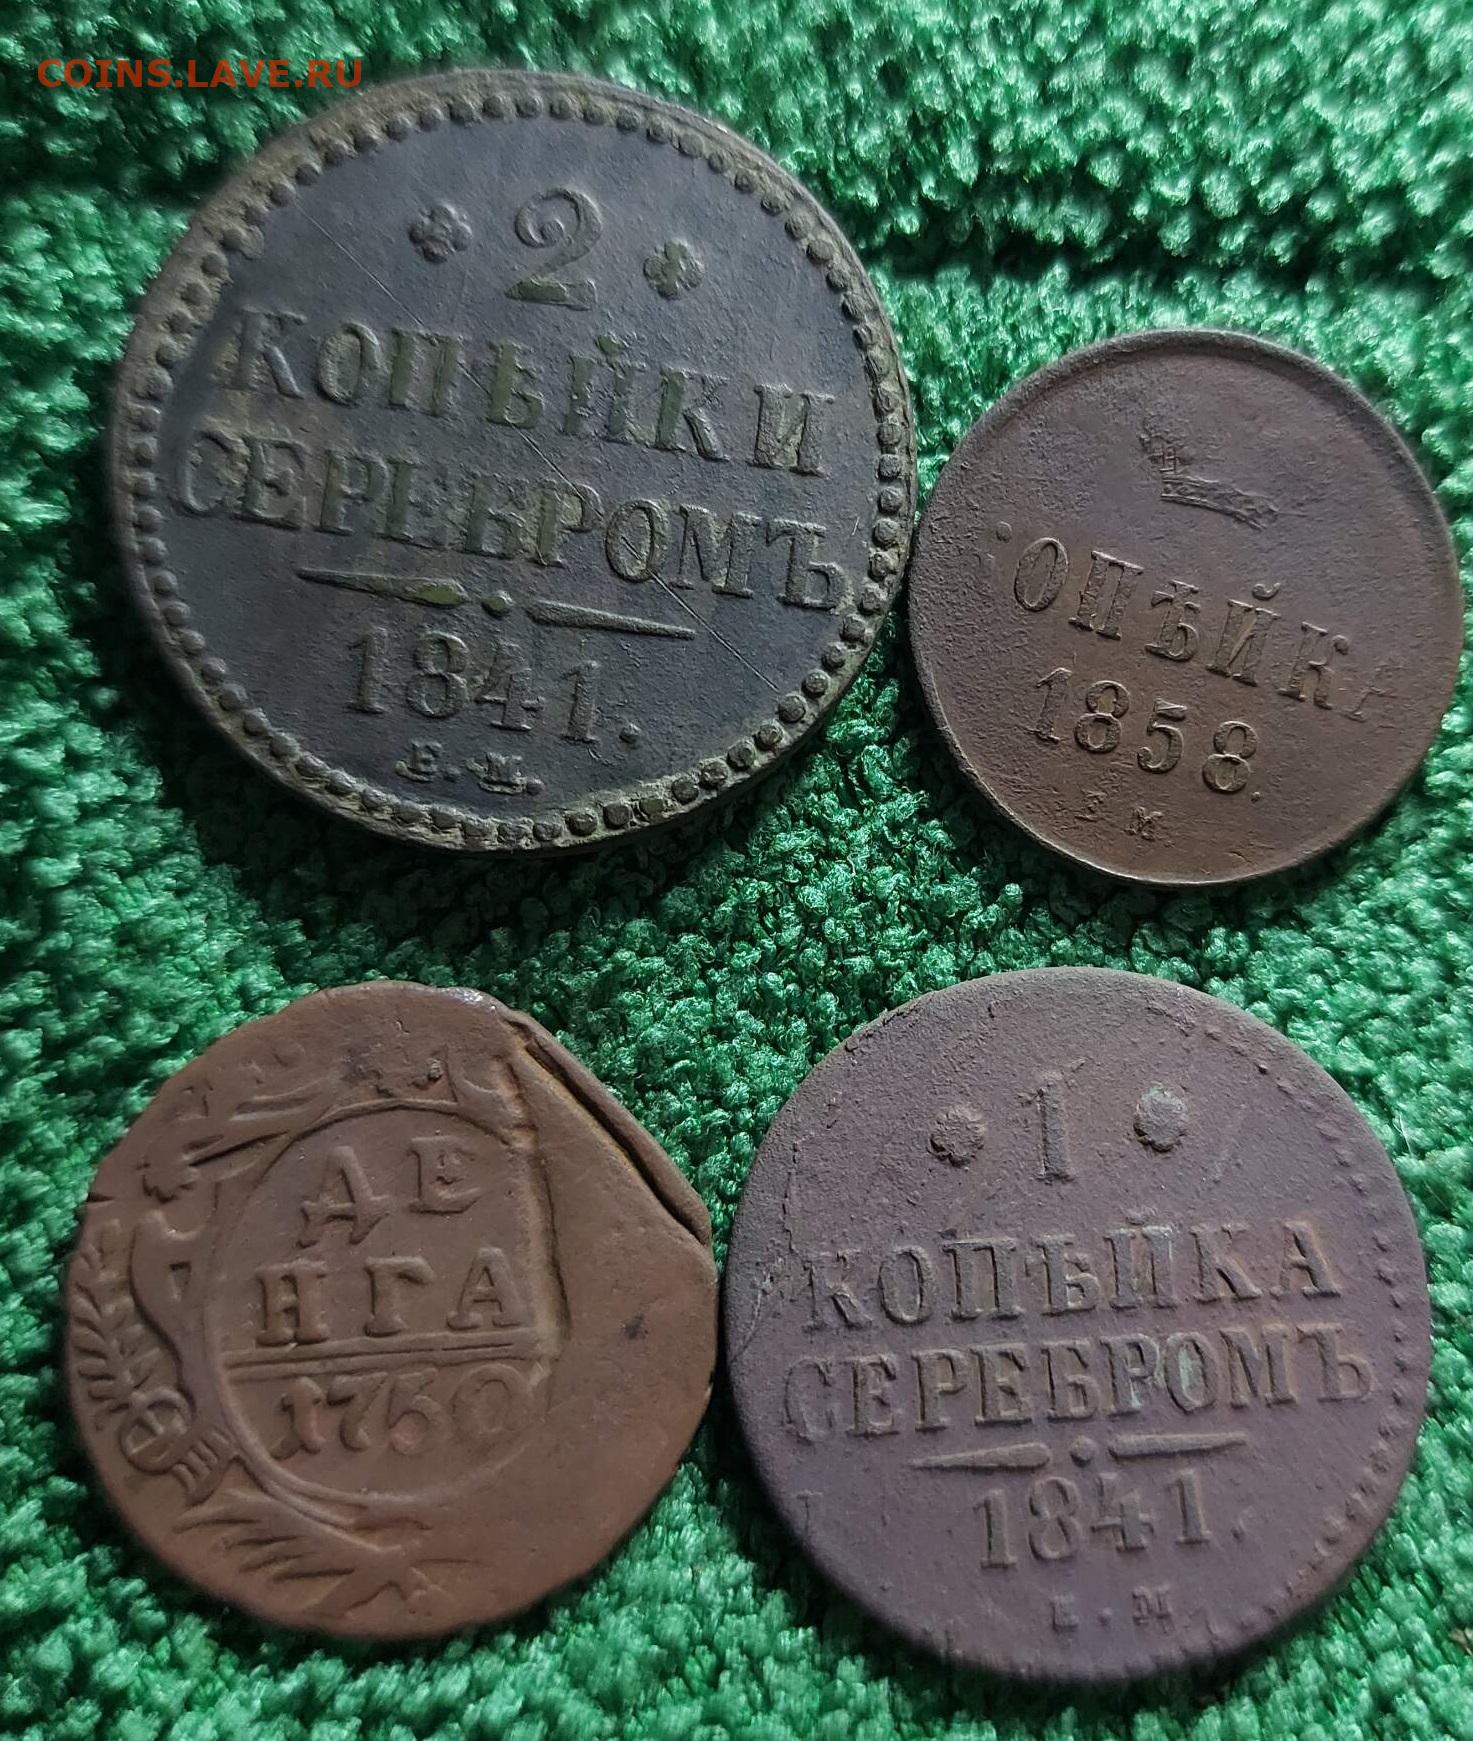 COINS.LAVE.RU
2
КОПѢЙКИ
СЕРЕБРОМЪ
1841.
Е.М.
ОПѢЙКА
1858.
Е М.
ДЕ
НГА
1750
1
КОПѢЙКА
СЕРЕБРОМЪ
1841.
Е.М